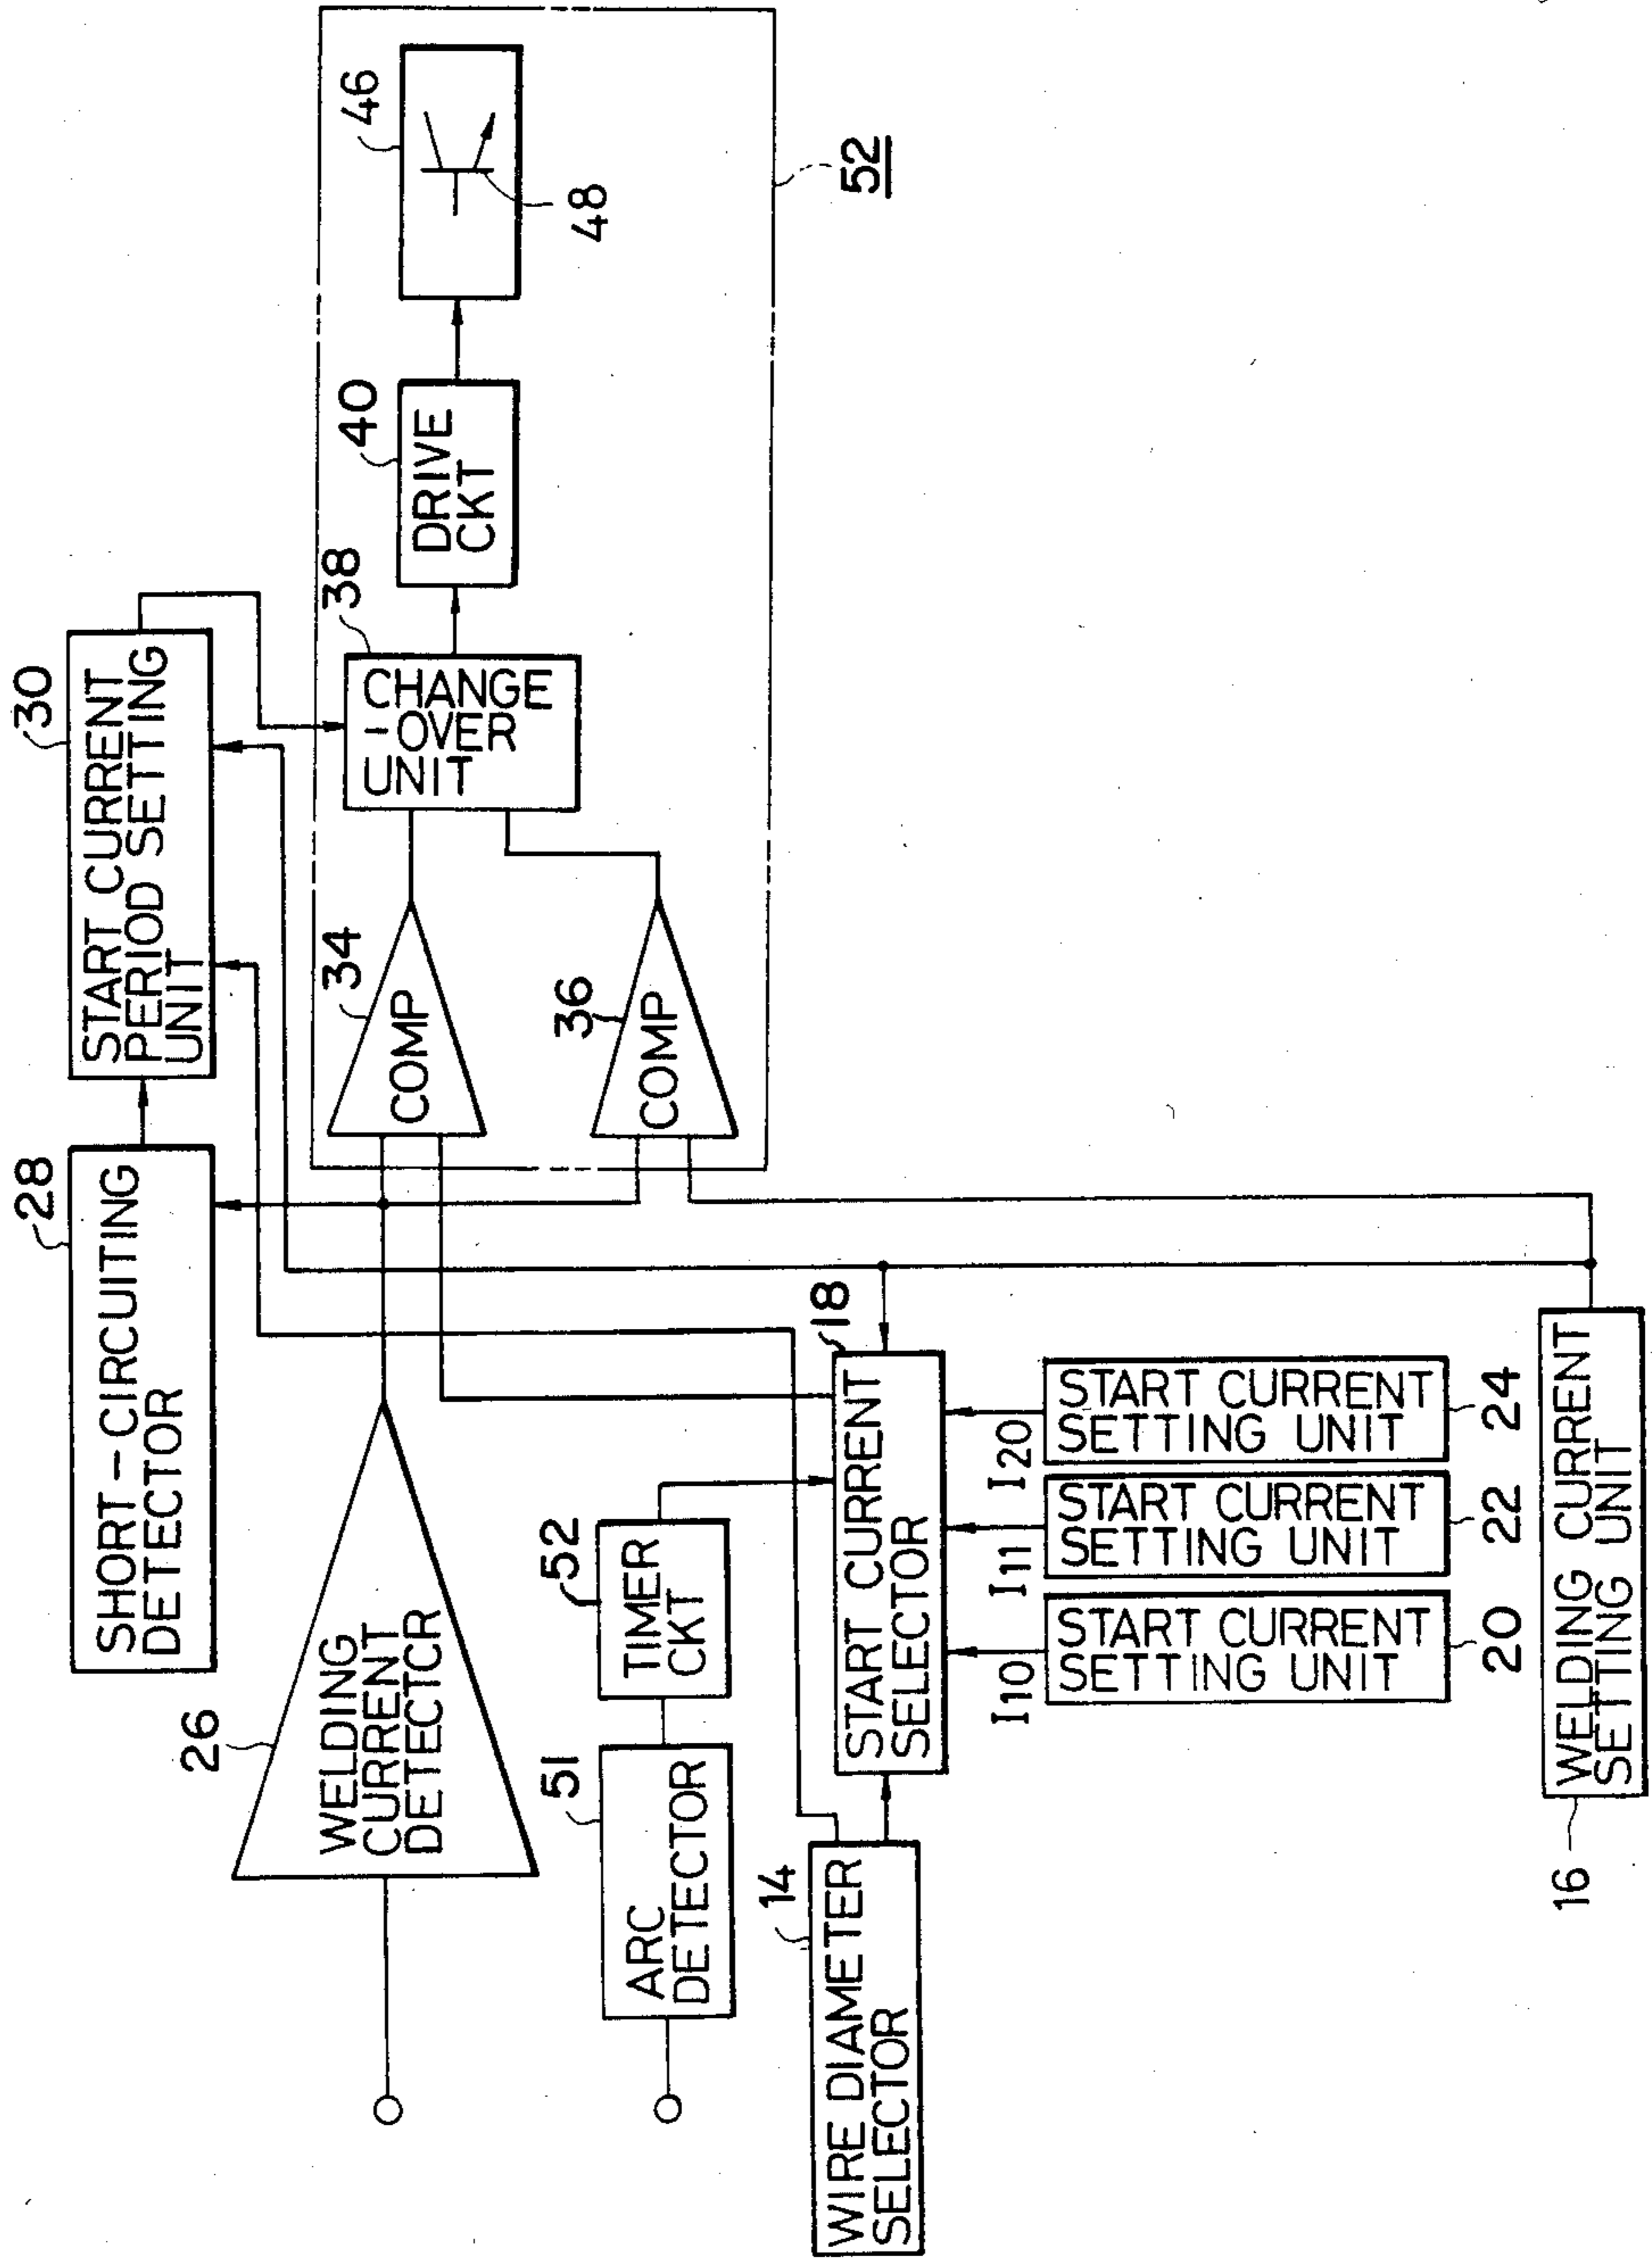 28
SHORT-CIRCUITING
DETECTOR
30
START CURRENT
PERIOD SETTING
UNIT
26
WELDING
CURRENT
DETECTCR
34
COMP
36
COMP
38
CHANGE
-OVER
UNIT
40
DRIVE
CKT
46
48
52
51
ARC
DETECTOR
52
TIMER
CKT
14
WIRE DIAMETER
SELECTOR
18
START CURRENT
SELECTOR
I10
START CURRENT
SETTING UNIT
20
I11
START CURRENT
SETTING UNIT
22
I20
START CURRENT
SETTING UNIT
24
16
WELDING CURRENT
SETTING UNIT